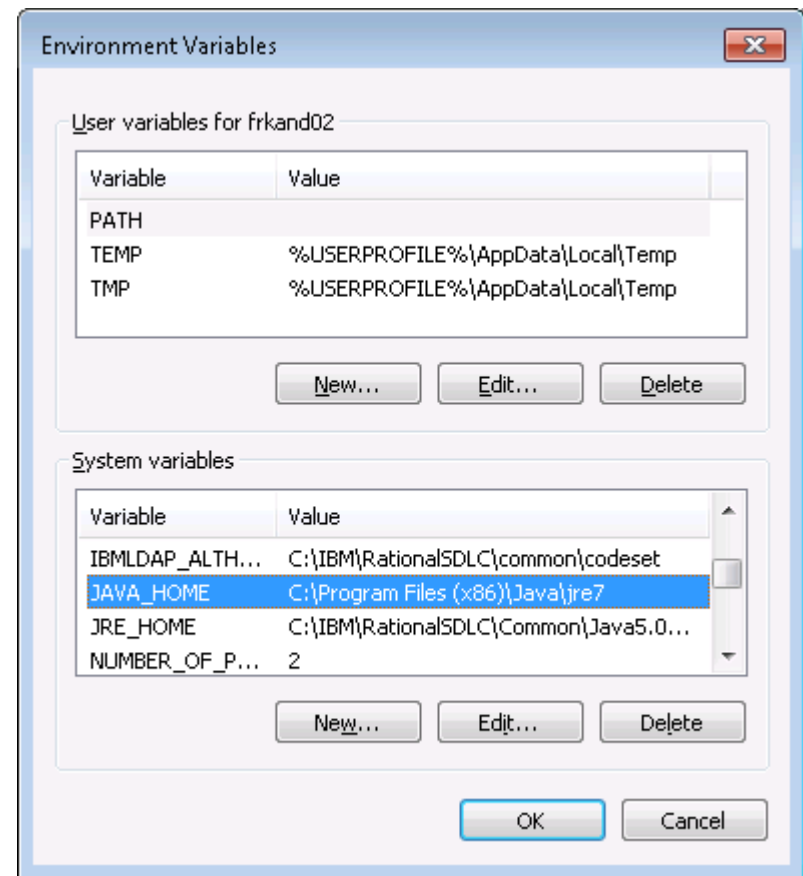 Environment Variables
User variables for frkand02
Variable Value
PATH
TEMP %USERPROFILE%\AppData\Local\Temp
TMP %USERPROFILE%\AppData\Local\Temp
New... Edit... Delete
System variables
Variable Value
IBMLDAP_ALTH... C:\IBM\RationalSDLC\common\codeset
JAVA_HOME C:\Program Files (x86)\Java\jre7
JRE_HOME C:\IBM\RationalSDLC\Common\Java5.0...
NUMBER_OF_P... 2
New... Edit... Delete
OK Cancel